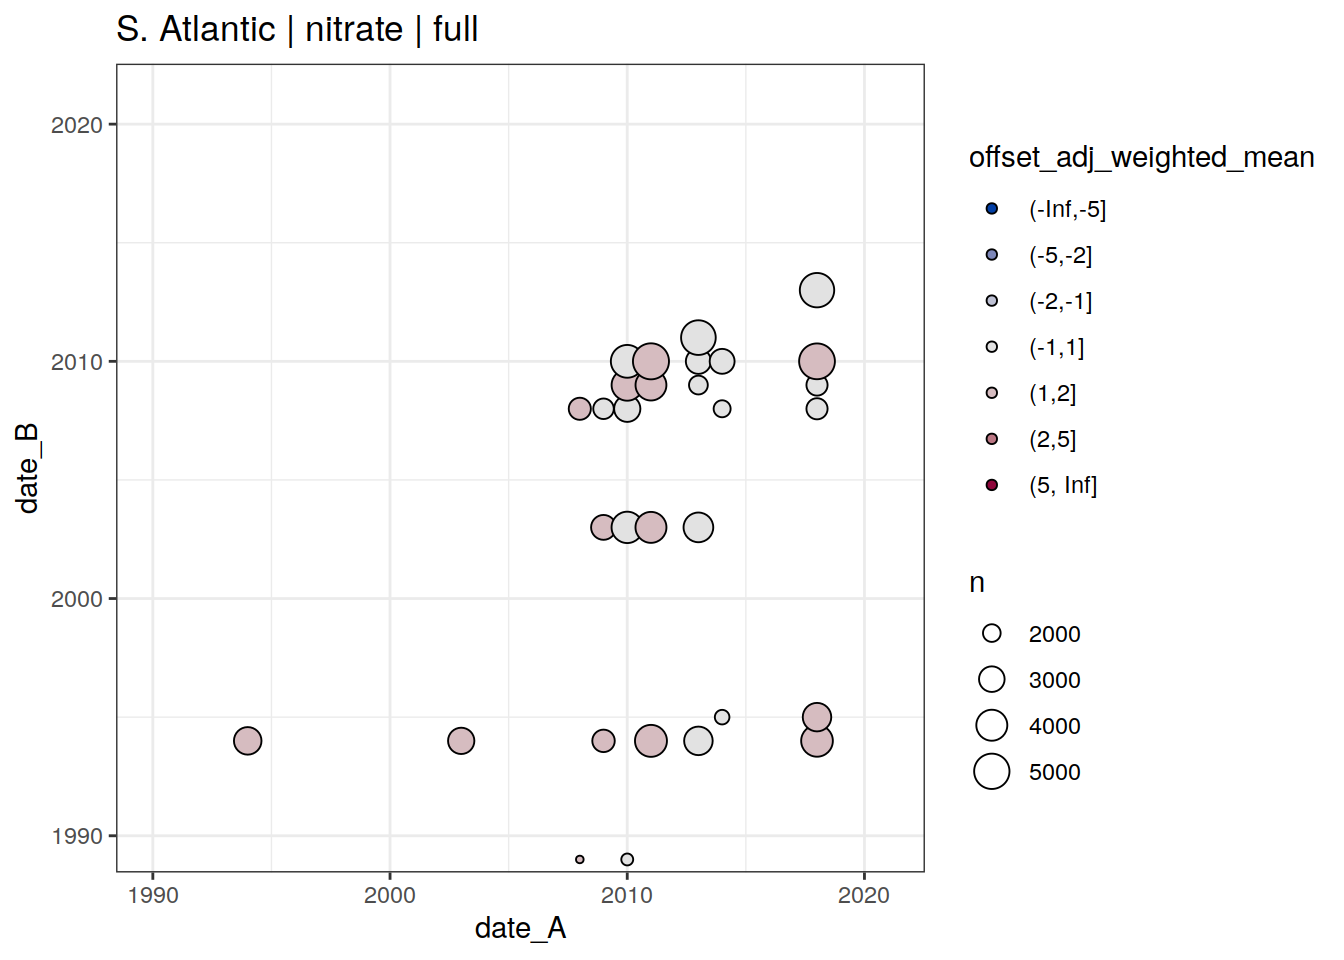 S. Atlantic | nitrate | full
2020
2010
2000
1990
date_B
1990 2000 2010 2020
date_A
offset_adj_weighted_mean
(-Inf,-5]
(-5,-2]
(-2,-1]
(-1,1]
(1,2]
(2,5]
(5, Inf]
n
2000
3000
4000
5000